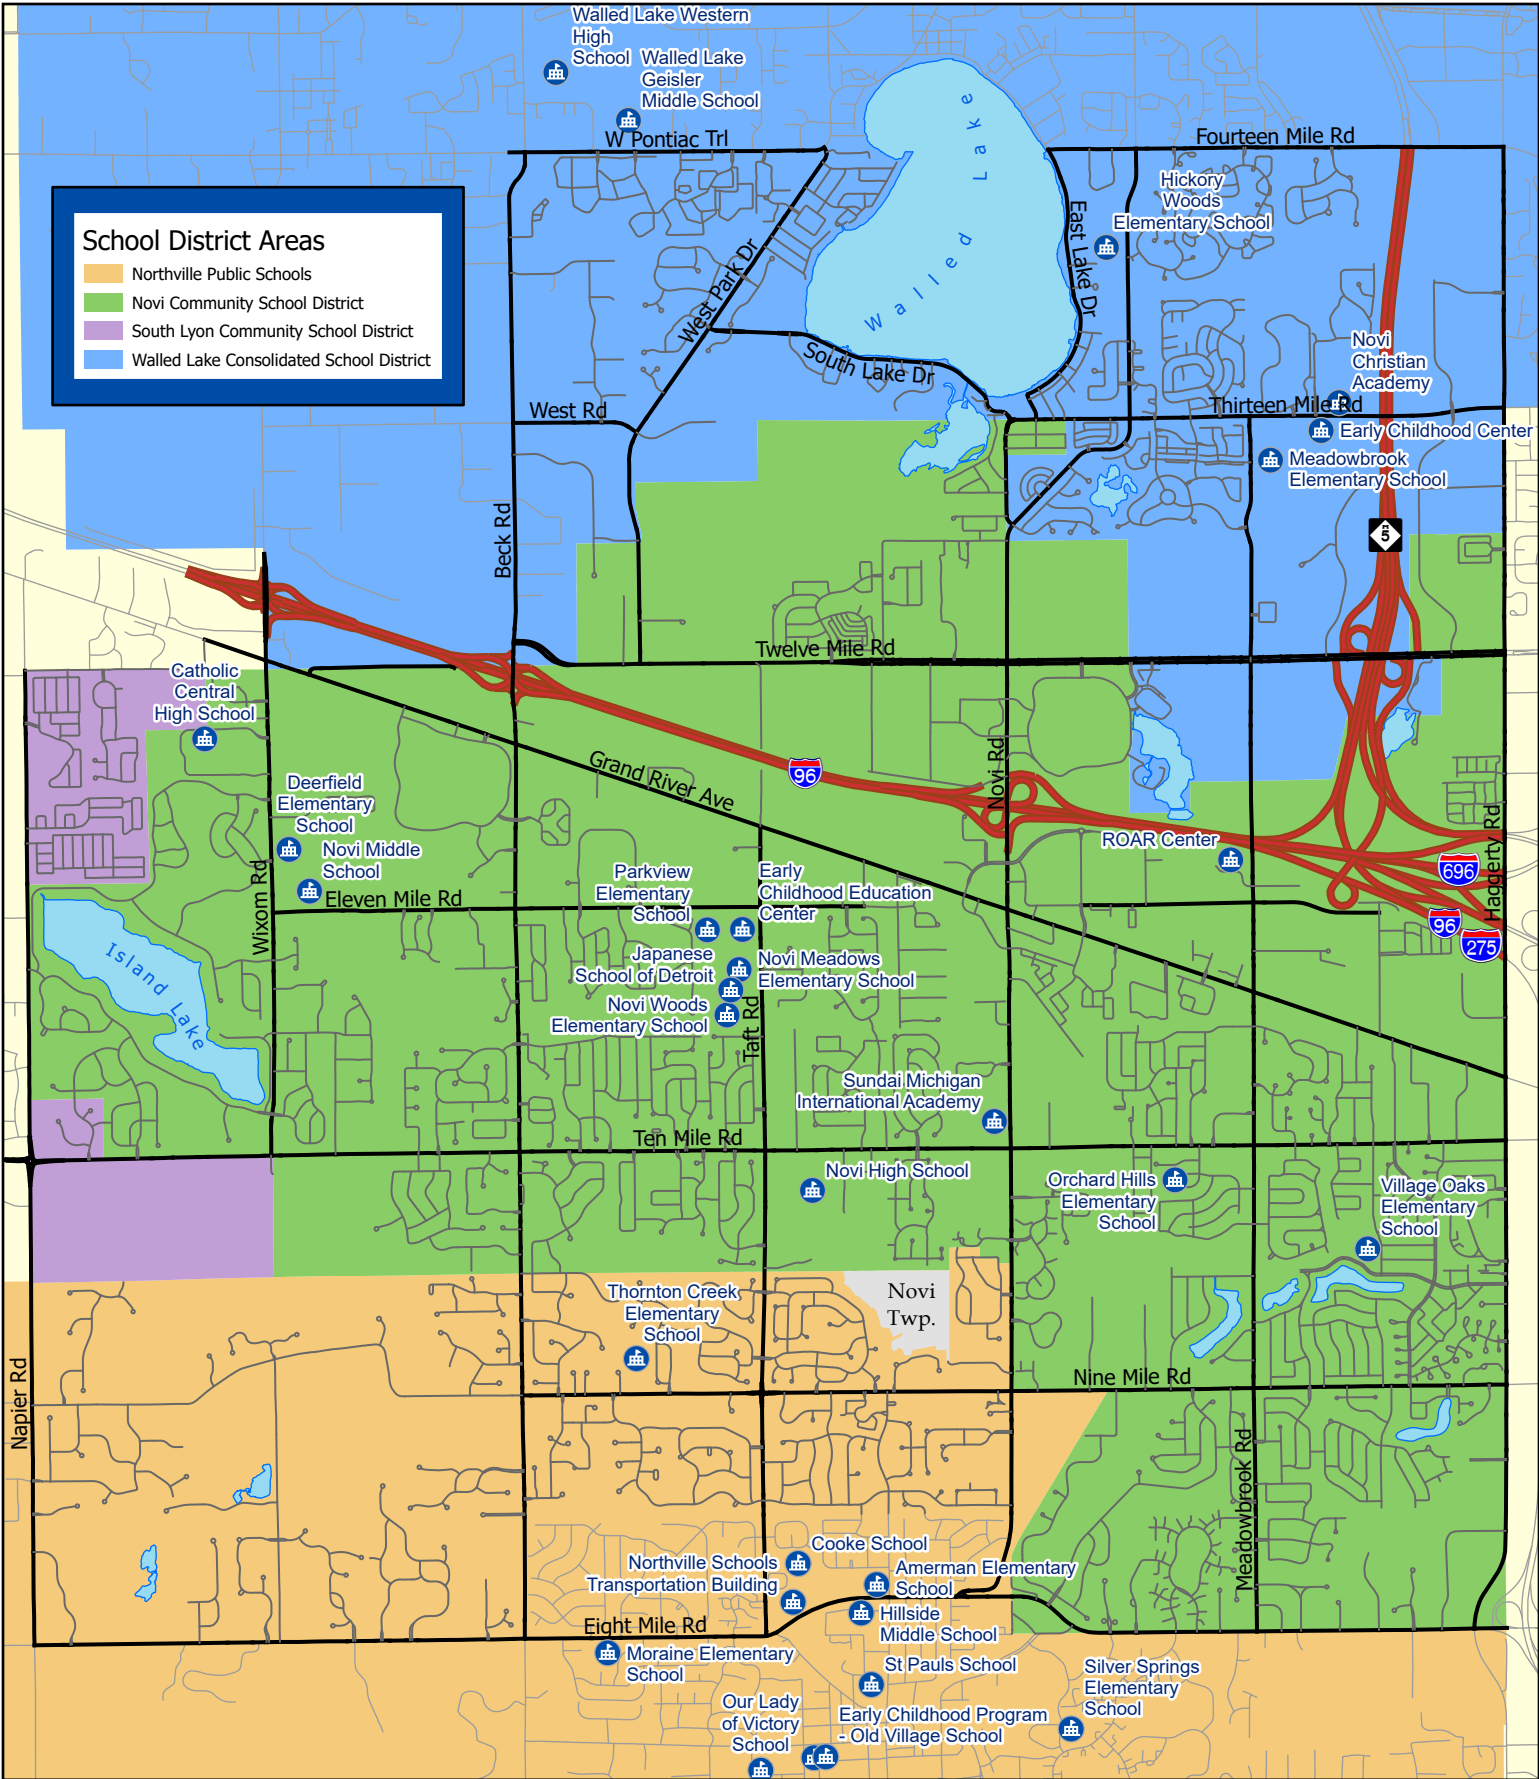 Walled Lake Western
High
School
Walled Lake
Geisler
Middle School
W Pontiac Trl
Fourteen Mile Rd
Walled Lake
Hickory
Woods
Elementary School
East Lake Dr
School District Areas
Northville Public Schools
Novi Community School District
South Lyon Community School District
Walled Lake Consolidated School District
West Park Dr
South Lake Dr
Novi
Christian
Academy
West Rd
Thirteen Mile Rd
Early Childhood Center
Meadowbrook
Elementary School
Beck Rd
M
5
Twelve Mile Rd
Catholic
Central
High School
Grand River Ave
96
Novi Rd
Deerfield
Elementary
School
Novi Middle
School
Wixom Rd
Eleven Mile Rd
Parkview
Elementary
School
Early
Childhood Education
Center
ROAR Center
696
Haggerty Rd
96
275
Island Lake
Japanese
School of Detroit
Novi Meadows
Elementary School
Novi Woods
Elementary School
Taft Rd
Sundai Michigan
International Academy
Ten Mile Rd
Novi High School
Orchard Hills
Elementary
School
Village Oaks
Elementary
School
Thornton Creek
Elementary
School
Novi
Twp.
Napier Rd
Nine Mile Rd
Meadowbrook Rd
Cooke School
Northville Schools
Transportation Building
Amerman Elementary
School
Hillside
Middle School
Eight Mile Rd
Moraine Elementary
School
St Pauls School
Silver Springs
Elementary
School
Our Lady
of Victory
School
Early Childhood Program
- Old Village School